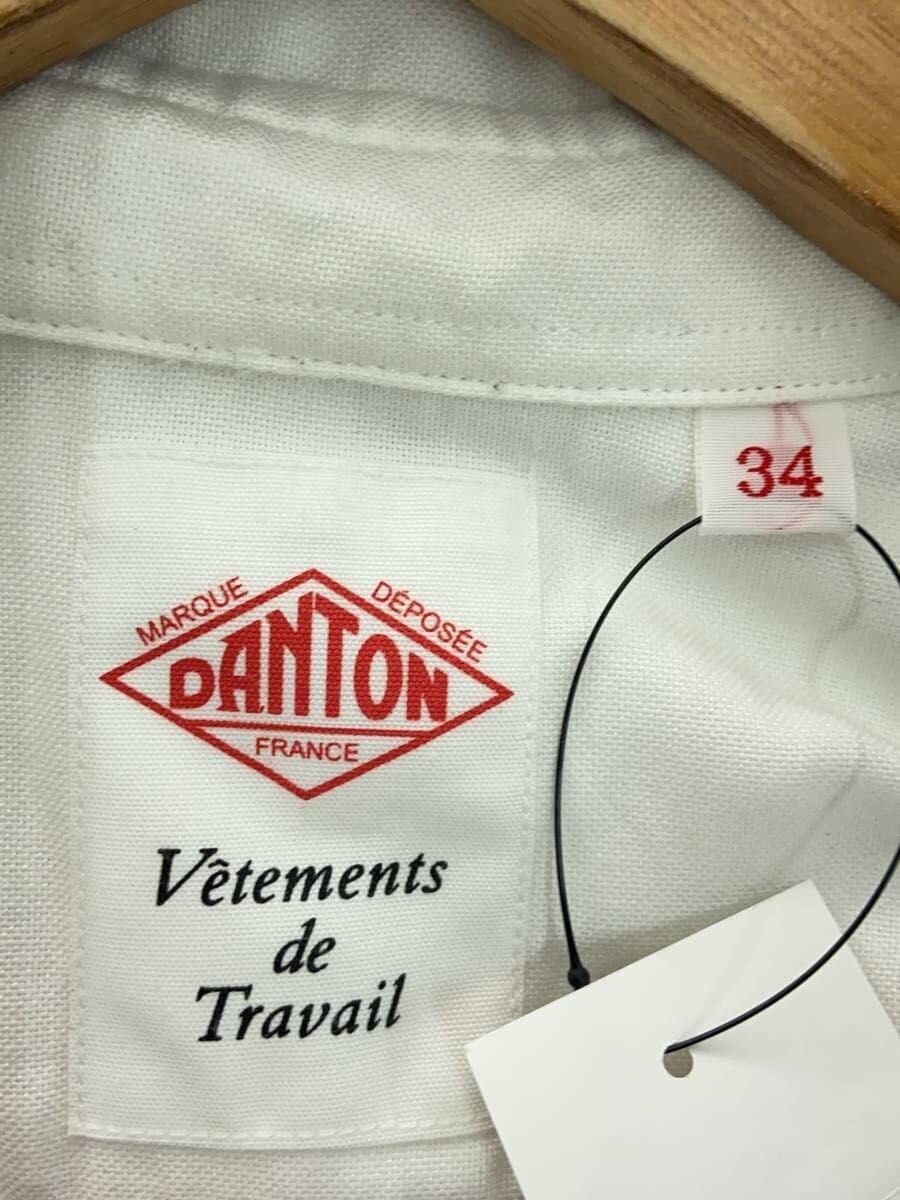 34
MARQUE DÉPOSÉE
DANTON
FRANCE
Vêtements
de
Travail